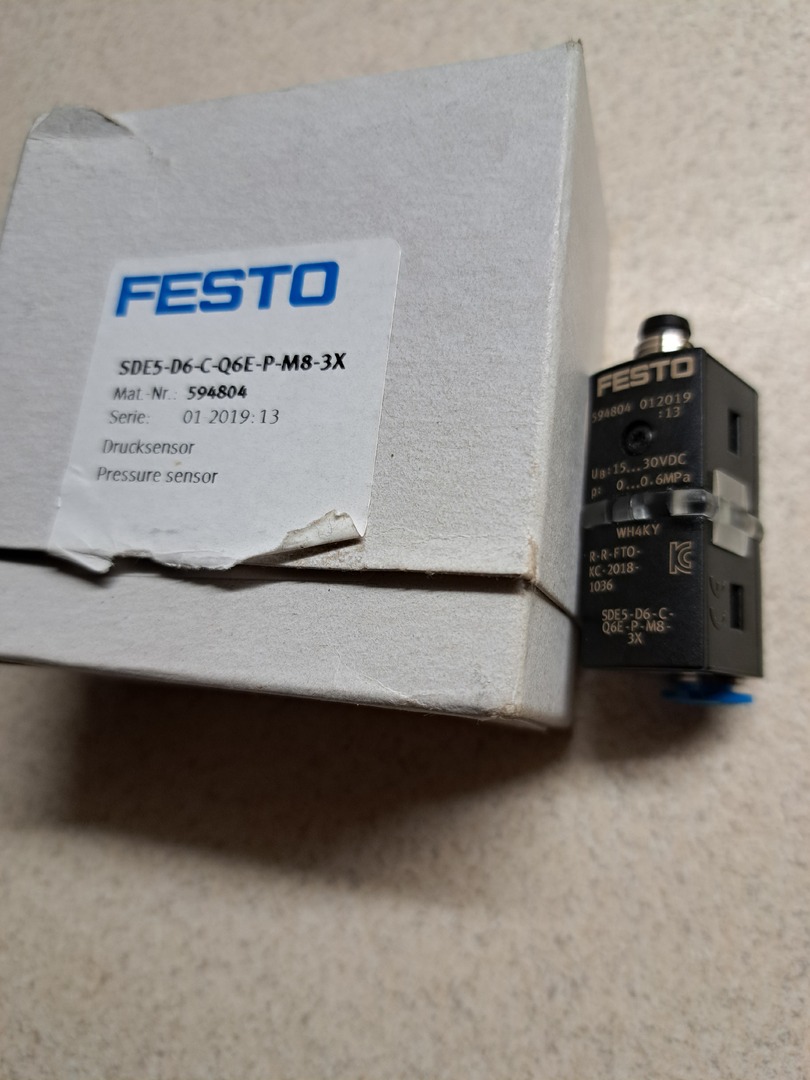 FESTO
SDE5-D6-C-Q6E-P-M8-3X
Mat.-Nr.: 594804
Serie: 01 2019:13
Drucksensor
Pressure sensor
FESTO
594804 012019
:13
UB:15...30VDC
p: 0...0.6MPa
WH4KY
R-R-FTO-
KC-2018-
1036
SDE5-D6-C-
Q6E-P-M8-
3X